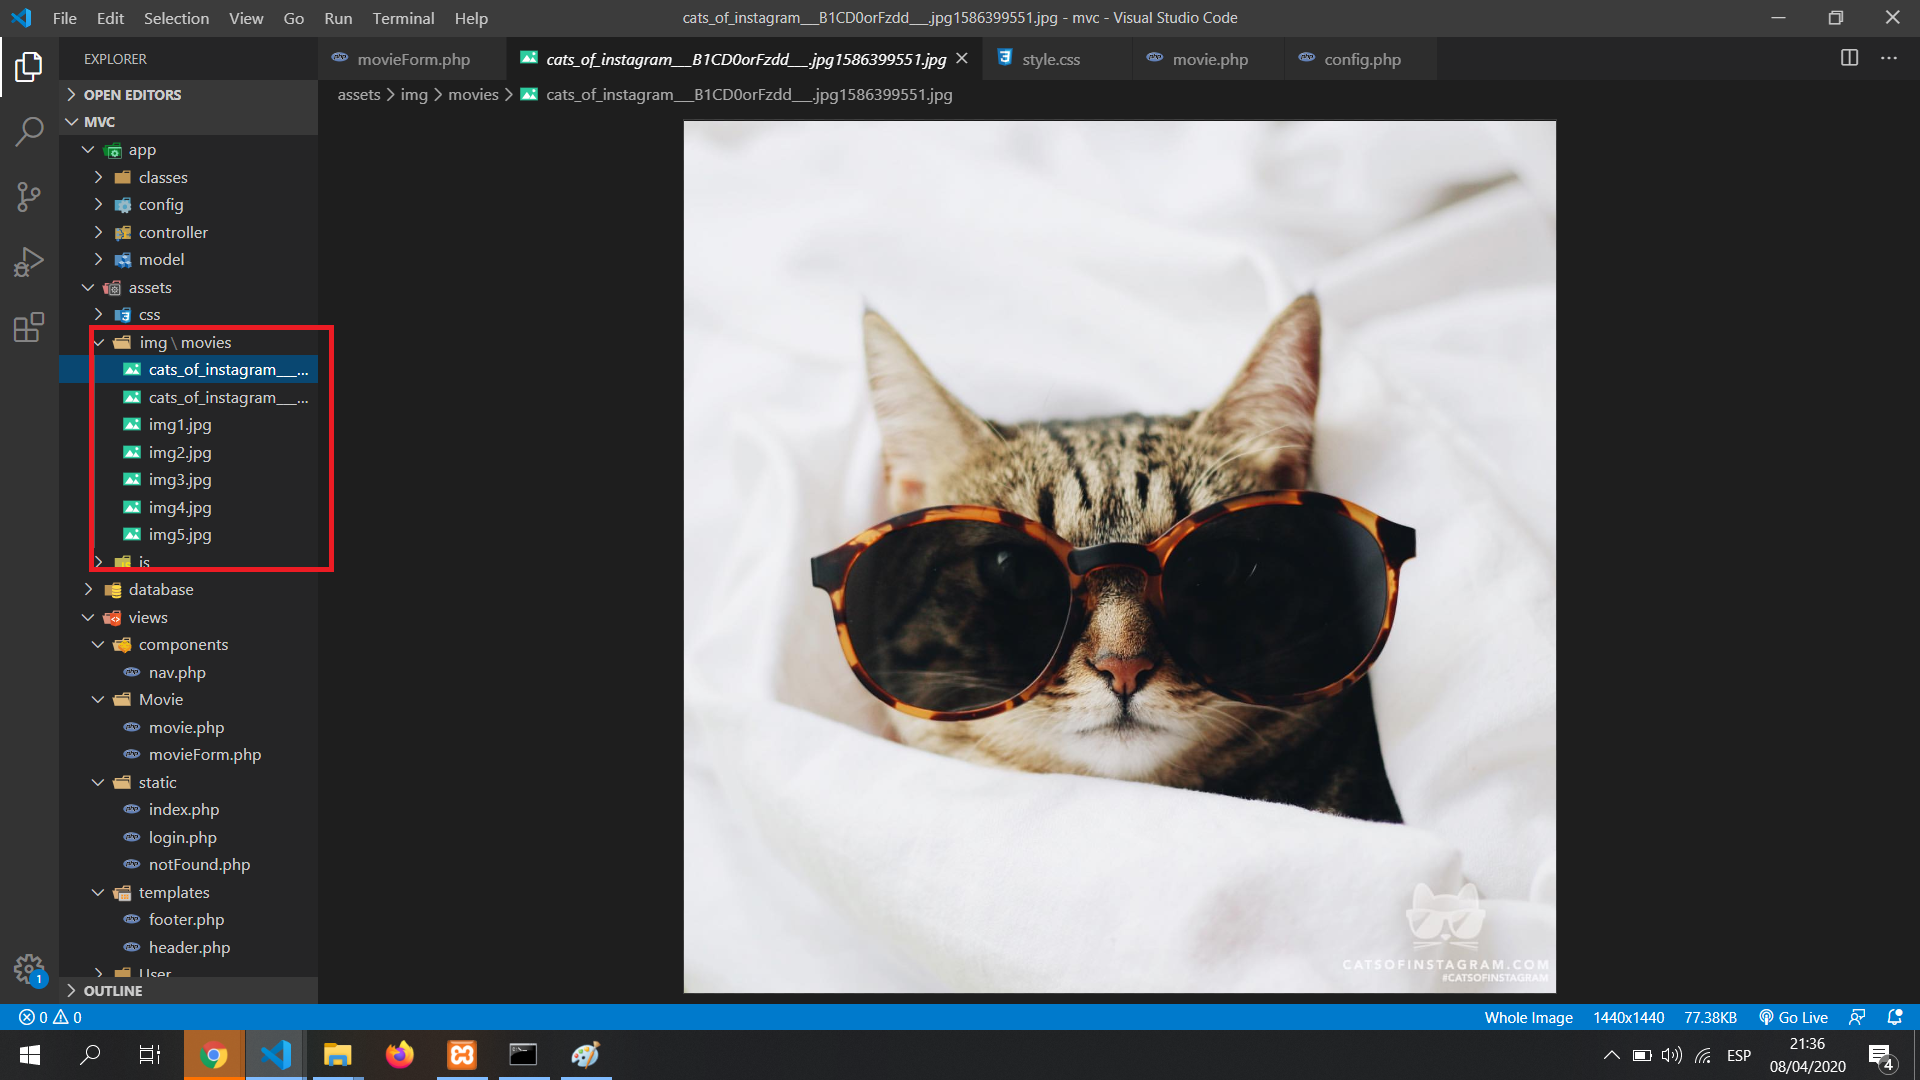 File Edit Selection View Go Run Terminal Help
cats_of_instagram___B1CD0orFzdd___.jpg1586399551.jpg - mvc - Visual Studio Code
EXPLORER
movieForm.php
cats_of_instagram___B1CD0orFzdd___.jpg1586399551.jpg
style.css
movie.php
config.php
assets > img > movies > cats_of_instagram___B1CD0orFzdd___.jpg1586399551.jpg
OPEN EDITORS
MVC
app
classes
config
controller
model
assets
css
img \ movies
cats_of_instagram___...
cats_of_instagram___...
img1.jpg
img2.jpg
img3.jpg
img4.jpg
img5.jpg
js
database
views
components
nav.php
Movie
movie.php
movieForm.php
static
index.php
login.php
notFound.php
templates
footer.php
header.php
User
OUTLINE
CATSOFINSTAGRAM.COM
#CATSOFINSTAGRAM
1
0 0
Whole Image 1440x1440 77.38KB Go Live
ESP
21:36
08/04/2020
4